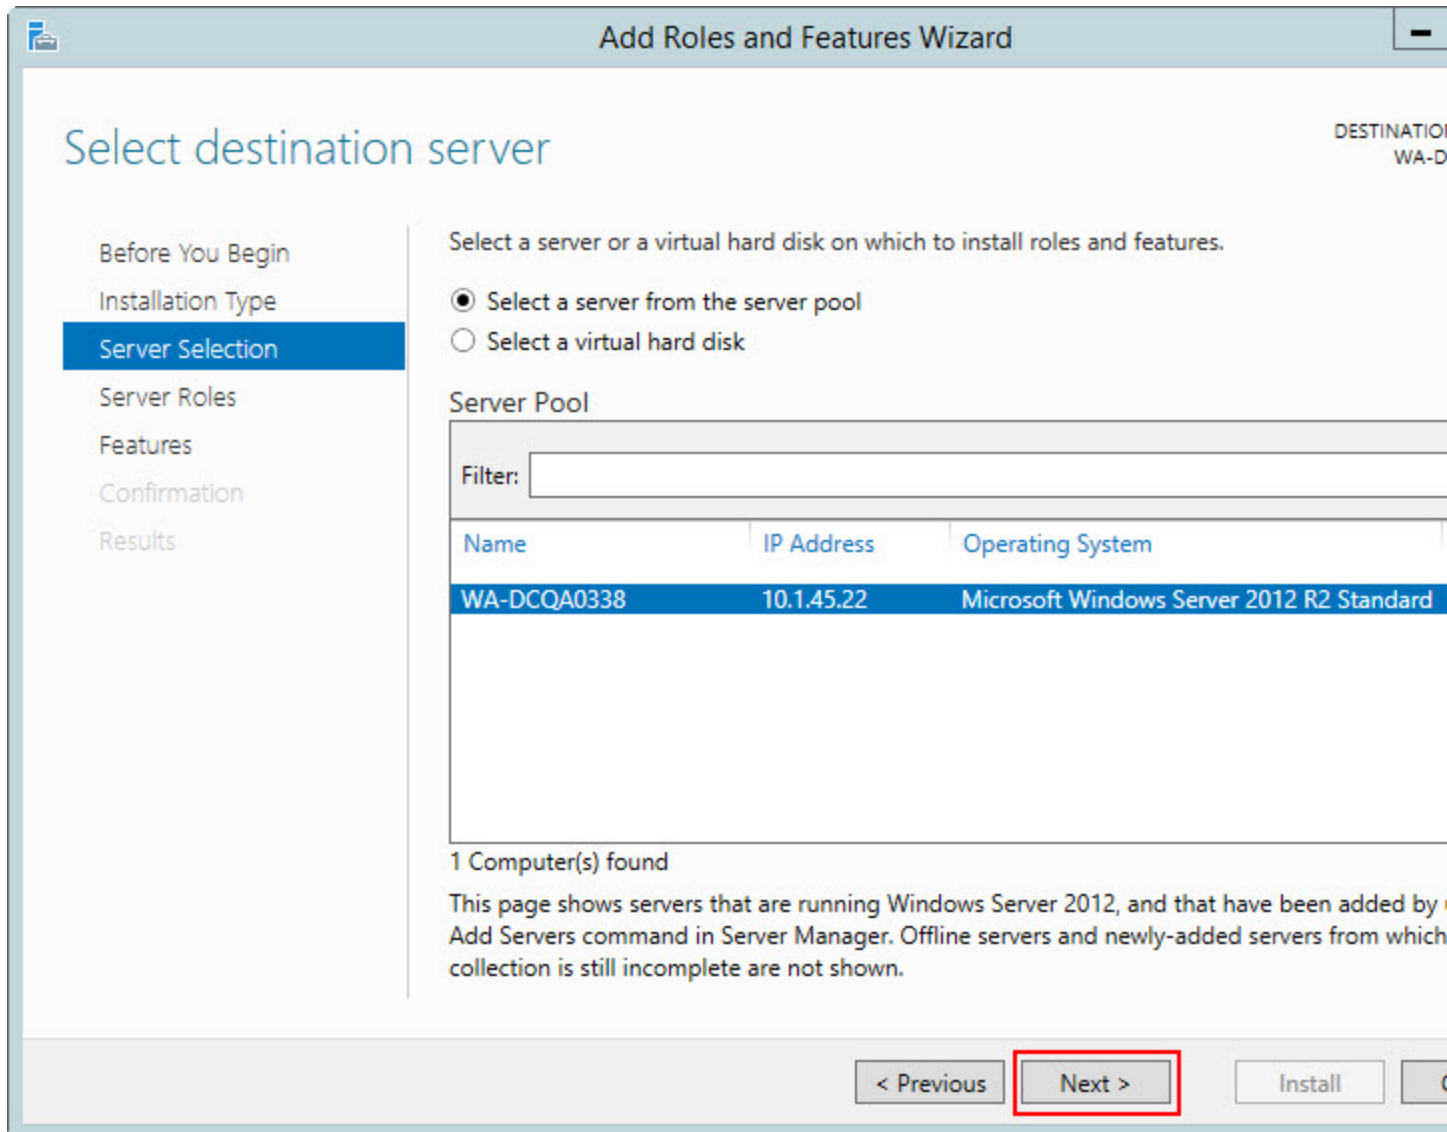 Add Roles and Features Wizard
Select destination server
DESTINATION
WA-D
Before You Begin
Installation Type
Server Selection
Server Roles
Features
Confirmation
Results
Select a server or a virtual hard disk on which to install roles and features.
Select a server from the server pool
Select a virtual hard disk
Server Pool
Filter:
Name IP Address Operating System
WA-DCQA0338 10.1.45.22 Microsoft Windows Server 2012 R2 Standard
1 Computer(s) found
This page shows servers that are running Windows Server 2012, and that have been added by
Add Servers command in Server Manager. Offline servers and newly-added servers from which
collection is still incomplete are not shown.
< Previous Next > Install